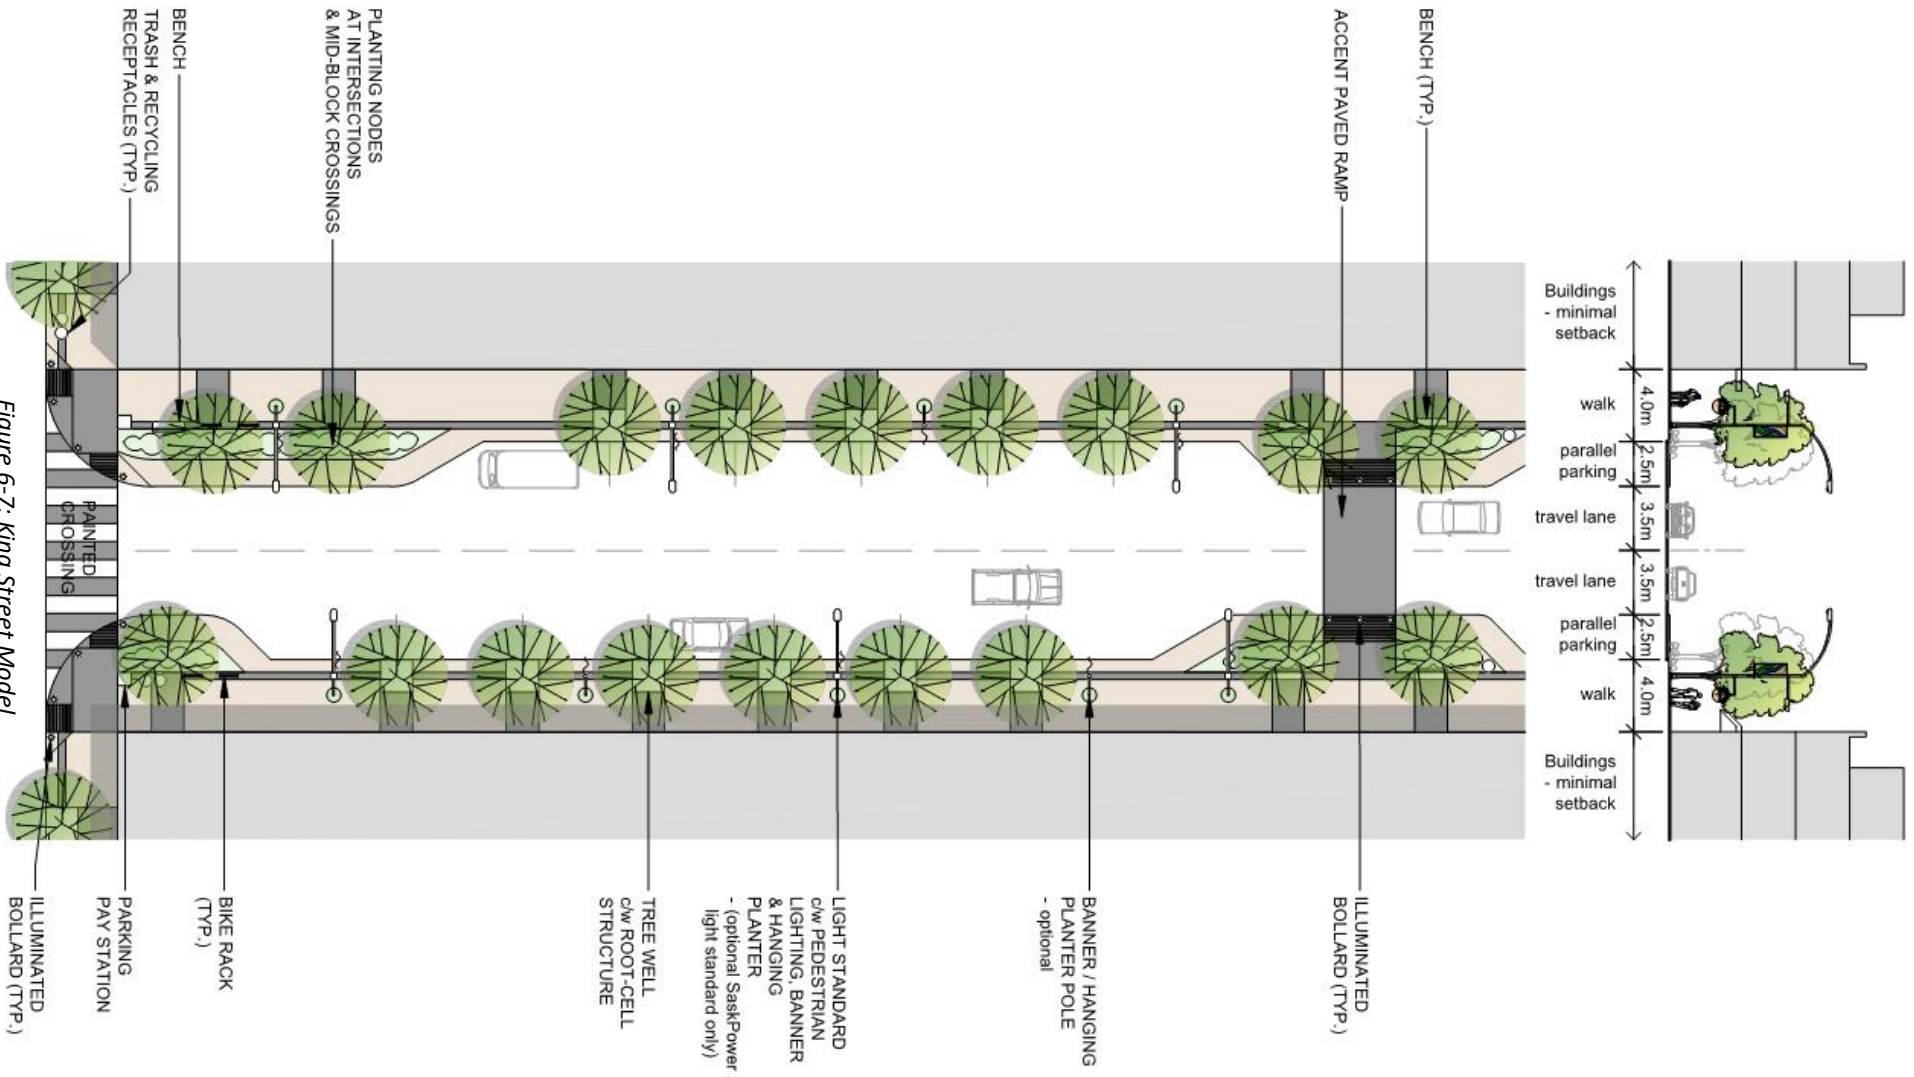 BENCH
TRASH & RECYCLING
RECEPTACLES (TYP.)
PLANTING NODES
AT INTERSECTIONS
& MID-BLOCK CROSSINGS
ACCENT PAVED RAMP
BENCH (TYP.)
Buildings
- minimal
setback
walk
4.0m
parallel
parking
2.5m
travel lane
3.5m
travel lane
3.5m
parallel
parking
2.5m
walk
4.0m
Buildings
- minimal
setback
PAINTED
CROSSING
ILLUMINATED
BOLLARD (TYP.)
PARKING
PAY STATION
BIKE RACK
(TYP.)
TREE WELL
c/w ROOT-CELL
STRUCTURE
LIGHT STANDARD
c/w PEDESTRIAN
LIGHTING, BANNER
& HANGING
PLANTER
- (optional SaskPower
light standard only)
BANNER / HANGING
PLANTER POLE
- optional
ILLUMINATED
BOLLARD (TYP.)
Figure 6-7: King Street Model